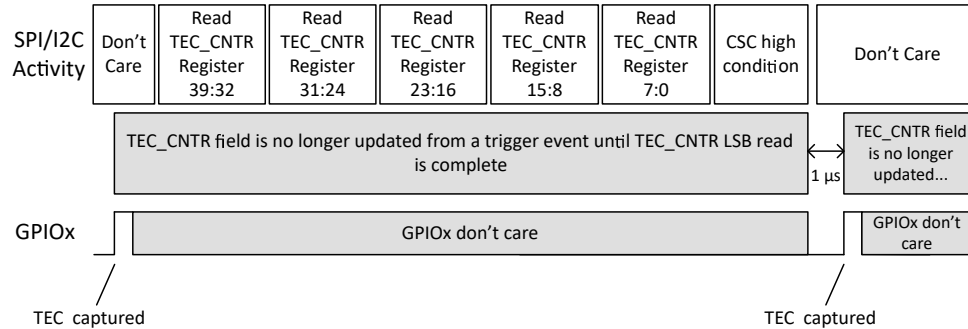 SPI/I2C
Activity
Don't
Care
Read
TEC_CNTR
Register
39:32
Read
TEC_CNTR
Register
31:24
Read
TEC_CNTR
Register
23:16
Read
TEC_CNTR
Register
15:8
Read
TEC_CNTR
Register
7:0
CSC high
condition
Don't Care
TEC_CNTR field is no longer updated from a trigger event until TEC_CNTR LSB read
is complete
1 µs
TEC_CNTR field
is no longer
updated...
GPIOx
GPIOx don't care
GPIOx don't
care
TEC captured
TEC captured